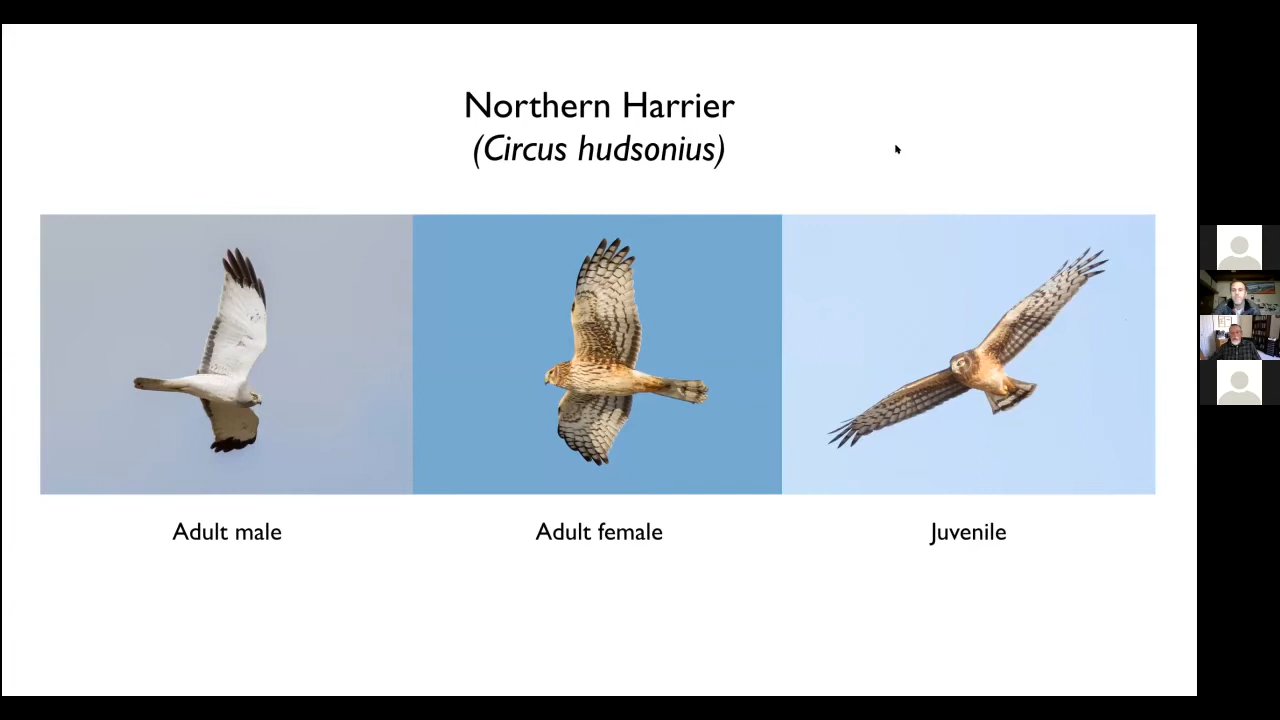 Northern Harrier
(Circus hudsonius)
Adult male
Adult female
Juvenile